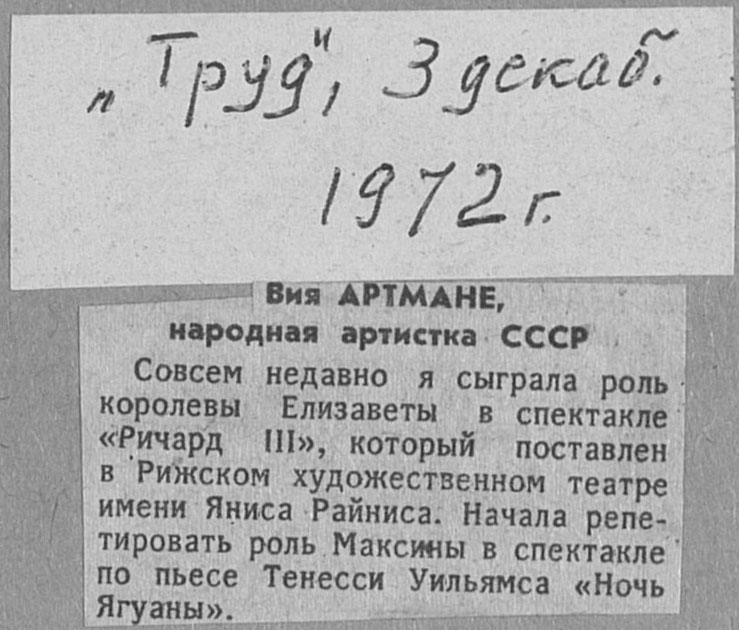 „Труд", 3 декаб.
1972 г.
Вия АРТМАНЕ,
народная артистка СССР
Совсем недавно я сыграла роль
королевы Елизаветы в спектакле
«Ричард III», который поставлен
в Рижском художественном театре
имени Яниса Райниса. Начала репе-
тировать роль Максины в спектакле
по пьесе Тенесси Уильямса «Ночь
Ягуаны».